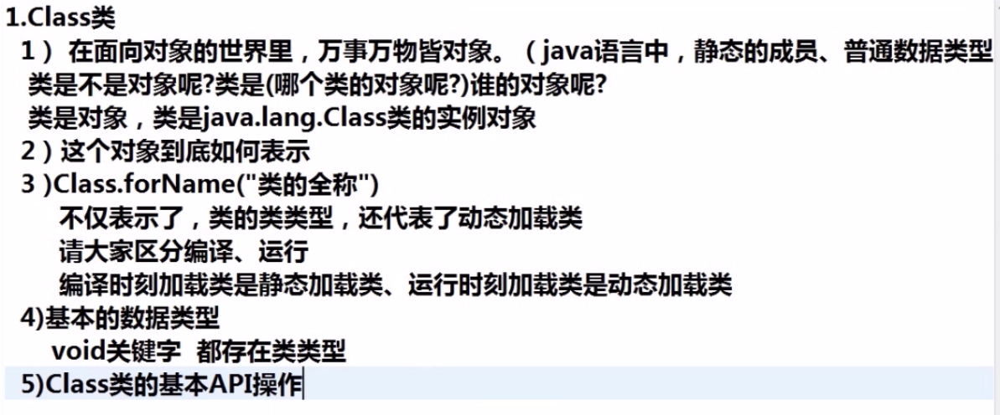 1.Class类
1） 在面向对象的世界里，万事万物皆对象。（java语言中，静态的成员、普通数据类型
类是不是对象呢?类是(哪个类的对象呢?)谁的对象呢?
类是对象，类是java.lang.Class类的实例对象
2）这个对象到底如何表示
3 )Class.forName("类的全称")
不仅表示了，类的类类型，还代表了动态加载类
请大家区分编译、运行
编译时刻加载类是静态加载类、运行时刻加载类是动态加载类
4)基本的数据类型
void关键字  都存在类类型
5)Class类的基本API操作